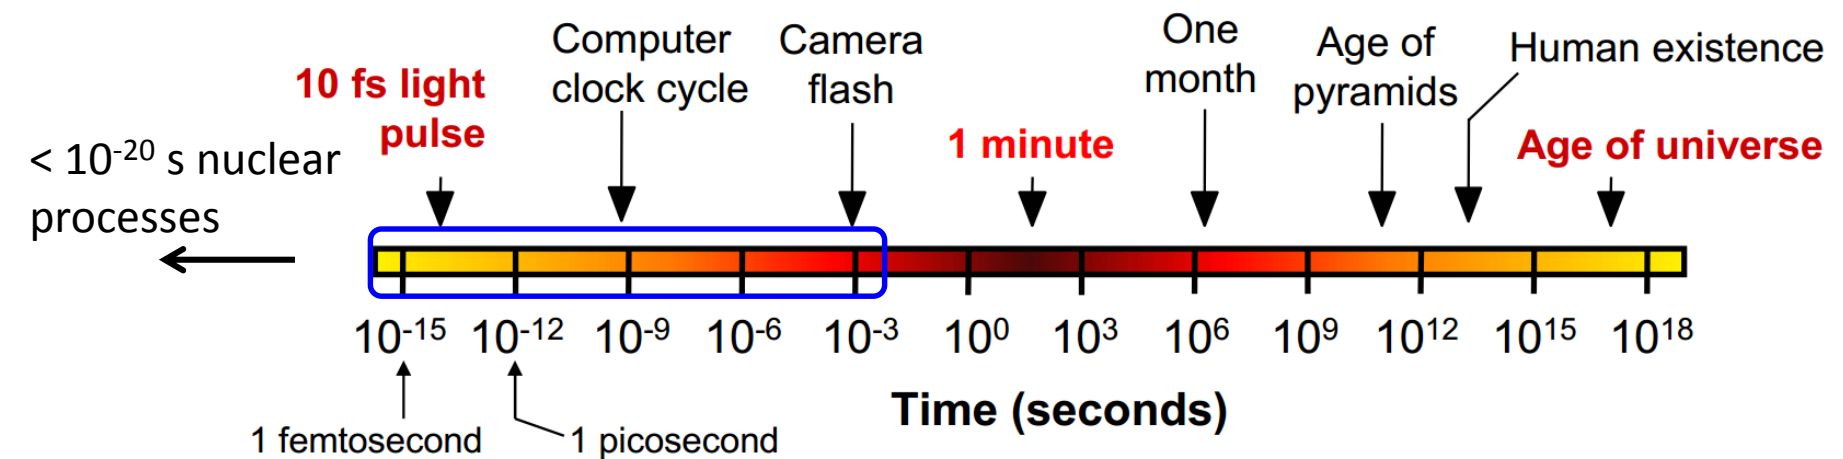 10 fs light
pulse
Computer
clock cycle
Camera
flash
1 minute
One
month
Age of
pyramids
Human existence
Age of universe
< 10⁻²⁰ s nuclear
processes
10⁻¹⁵ 10⁻¹² 10⁻⁹ 10⁻⁶ 10⁻³ 10⁰ 10³ 10⁶ 10⁹ 10¹² 10¹⁵ 10¹⁸
Time (seconds)
1 femtosecond
1 picosecond